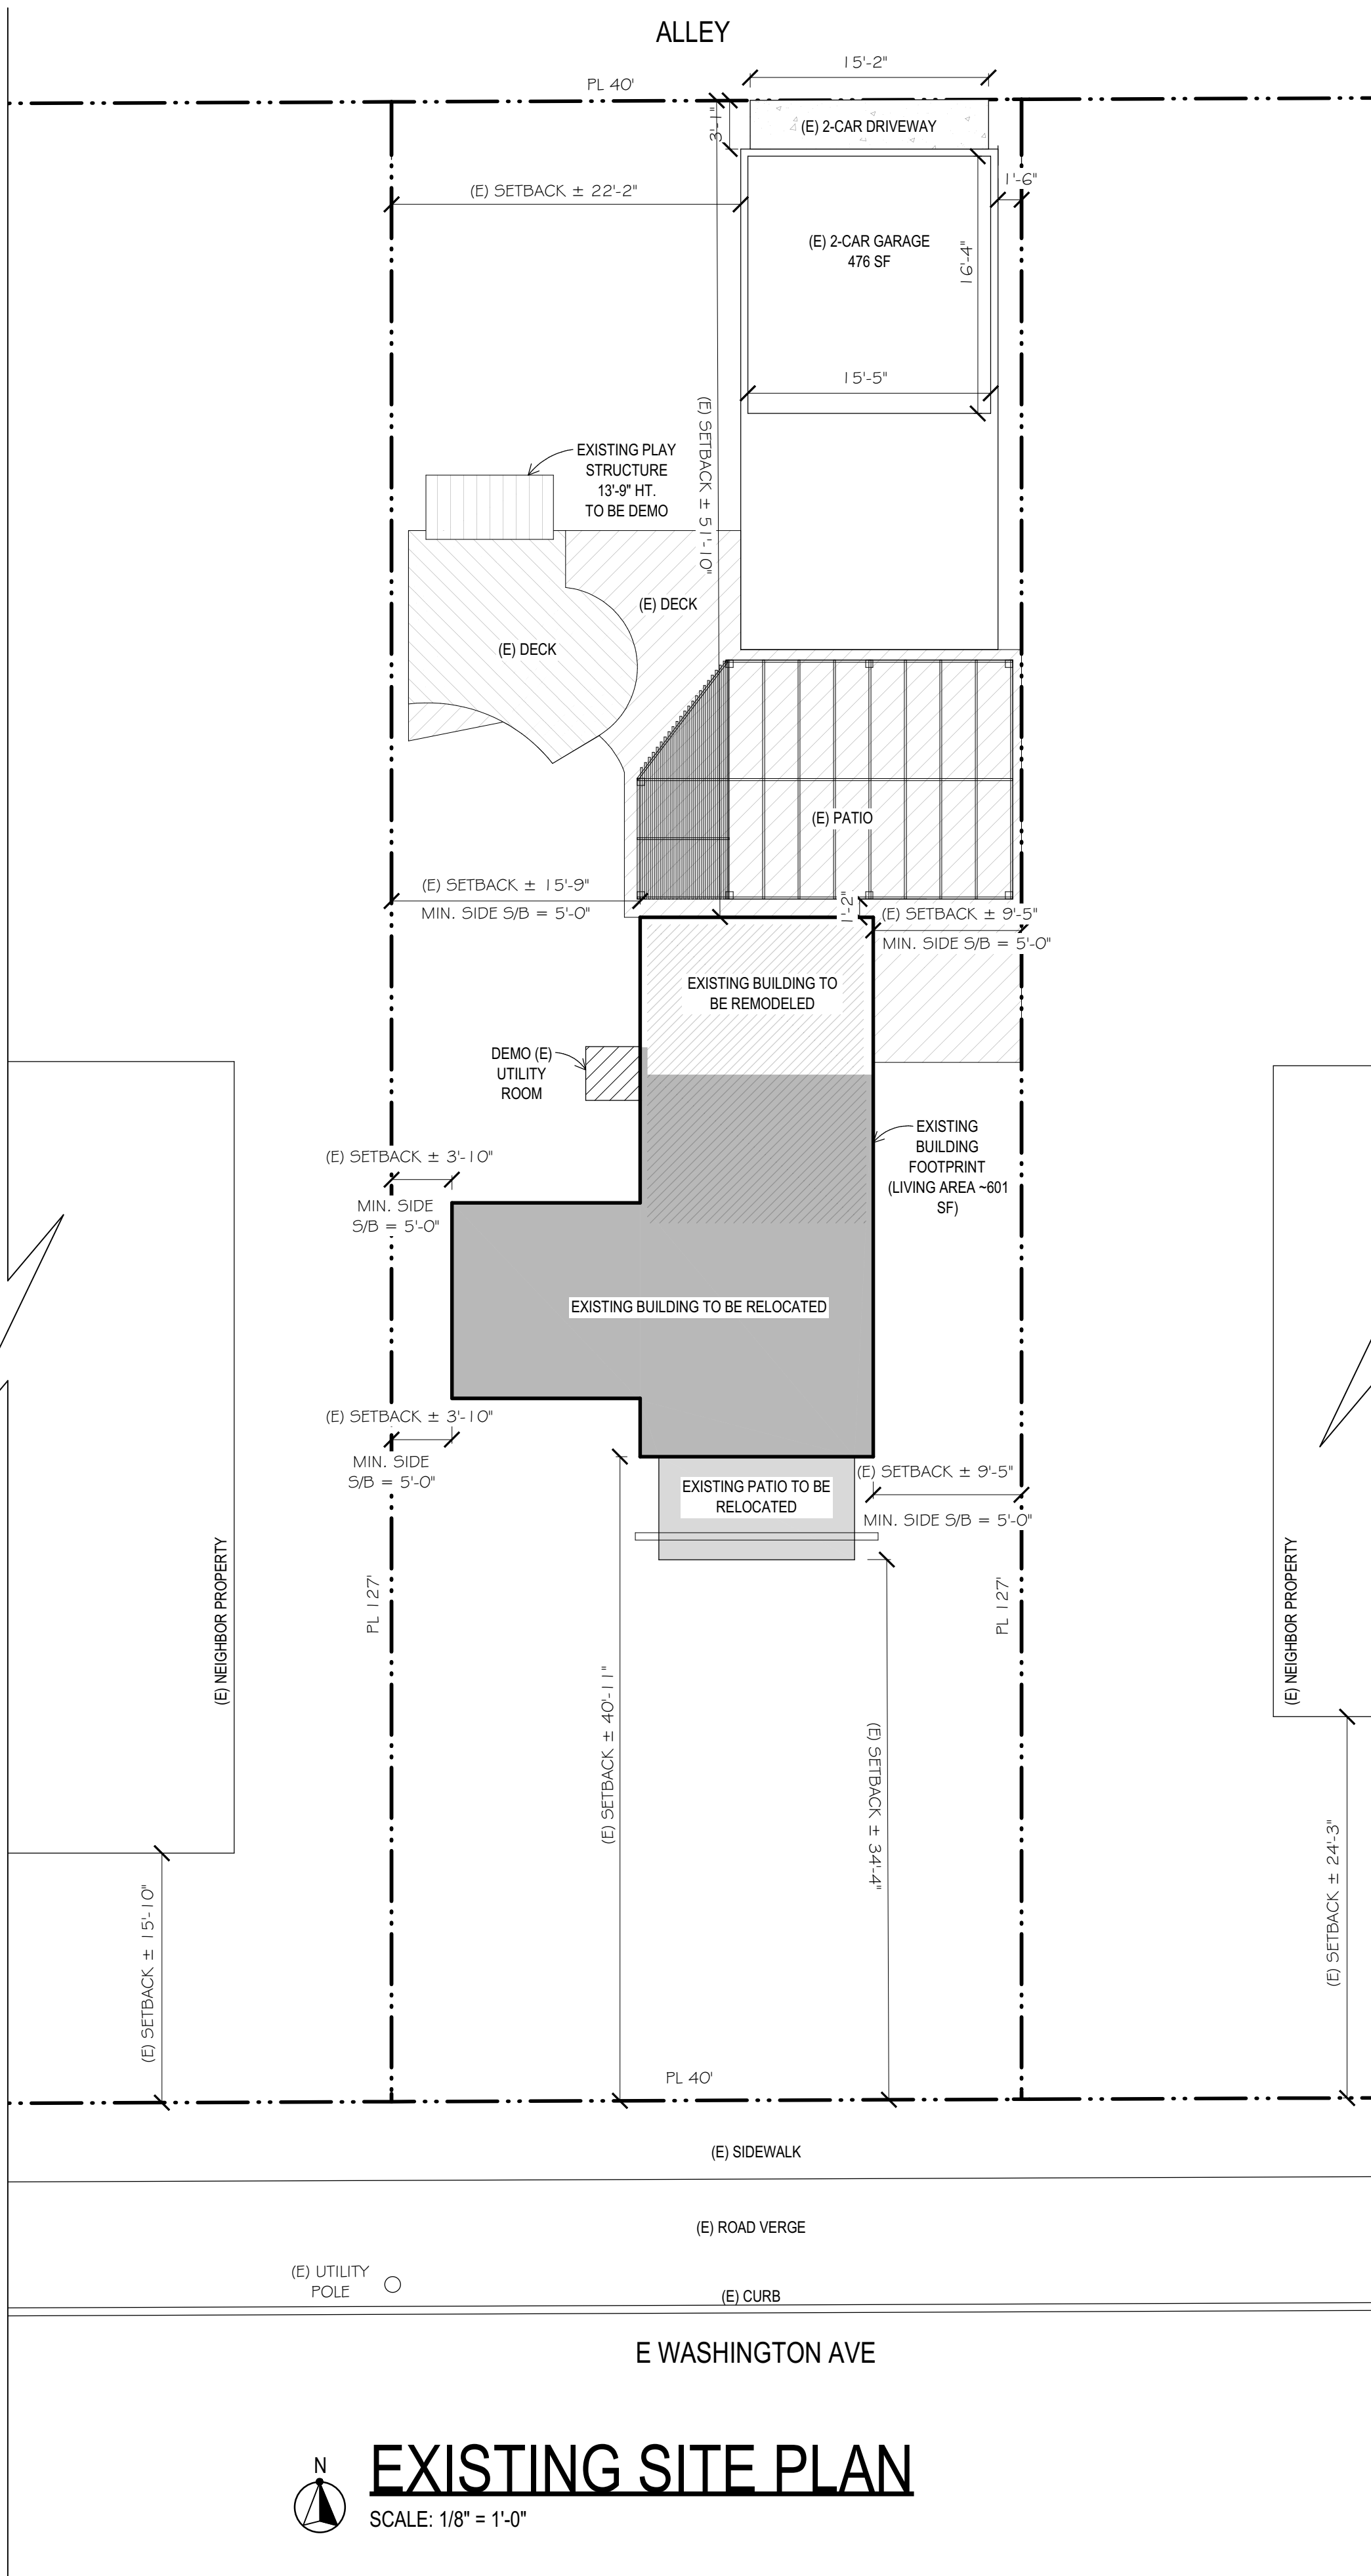 ALLEY
15'-2"
PL 40'
3'-1"
(E) 2-CAR DRIVEWAY
1'-6"
(E) SETBACK ± 22'-2"
(E) 2-CAR GARAGE
476 SF
16'-4"
15'-5"
(E) SETBACK ± 51'-10"
EXISTING PLAY
STRUCTURE
13'-9" HT.
TO BE DEMO
(E) DECK
(E) DECK
(E) PATIO
(E) SETBACK ± 15'-9"
MIN. SIDE S/B = 5'-0"
1'-2"
(E) SETBACK ± 9'-5"
MIN. SIDE S/B = 5'-0"
EXISTING BUILDING TO
BE REMODELED
DEMO (E)
UTILITY
ROOM
EXISTING
BUILDING
FOOTPRINT
(LIVING AREA ~601
SF)
(E) SETBACK ± 3'-10"
MIN. SIDE
S/B = 5'-0"
EXISTING BUILDING TO BE RELOCATED
(E) SETBACK ± 3'-10"
MIN. SIDE
S/B = 5'-0"
EXISTING PATIO TO BE
RELOCATED
(E) SETBACK ± 9'-5"
MIN. SIDE S/B = 5'-0"
(E) NEIGHBOR PROPERTY
PL 127'
PL 127'
(E) NEIGHBOR PROPERTY
(E) SETBACK ± 40'-11"
(E) SETBACK ± 34'-4"
(E) SETBACK ± 15'-10"
(E) SETBACK ± 24'-3"
PL 40'
(E) SIDEWALK
(E) ROAD VERGE
(E) UTILITY
POLE
(E) CURB
E WASHINGTON AVE
N
EXISTING SITE PLAN
SCALE: 1/8" = 1'-0"